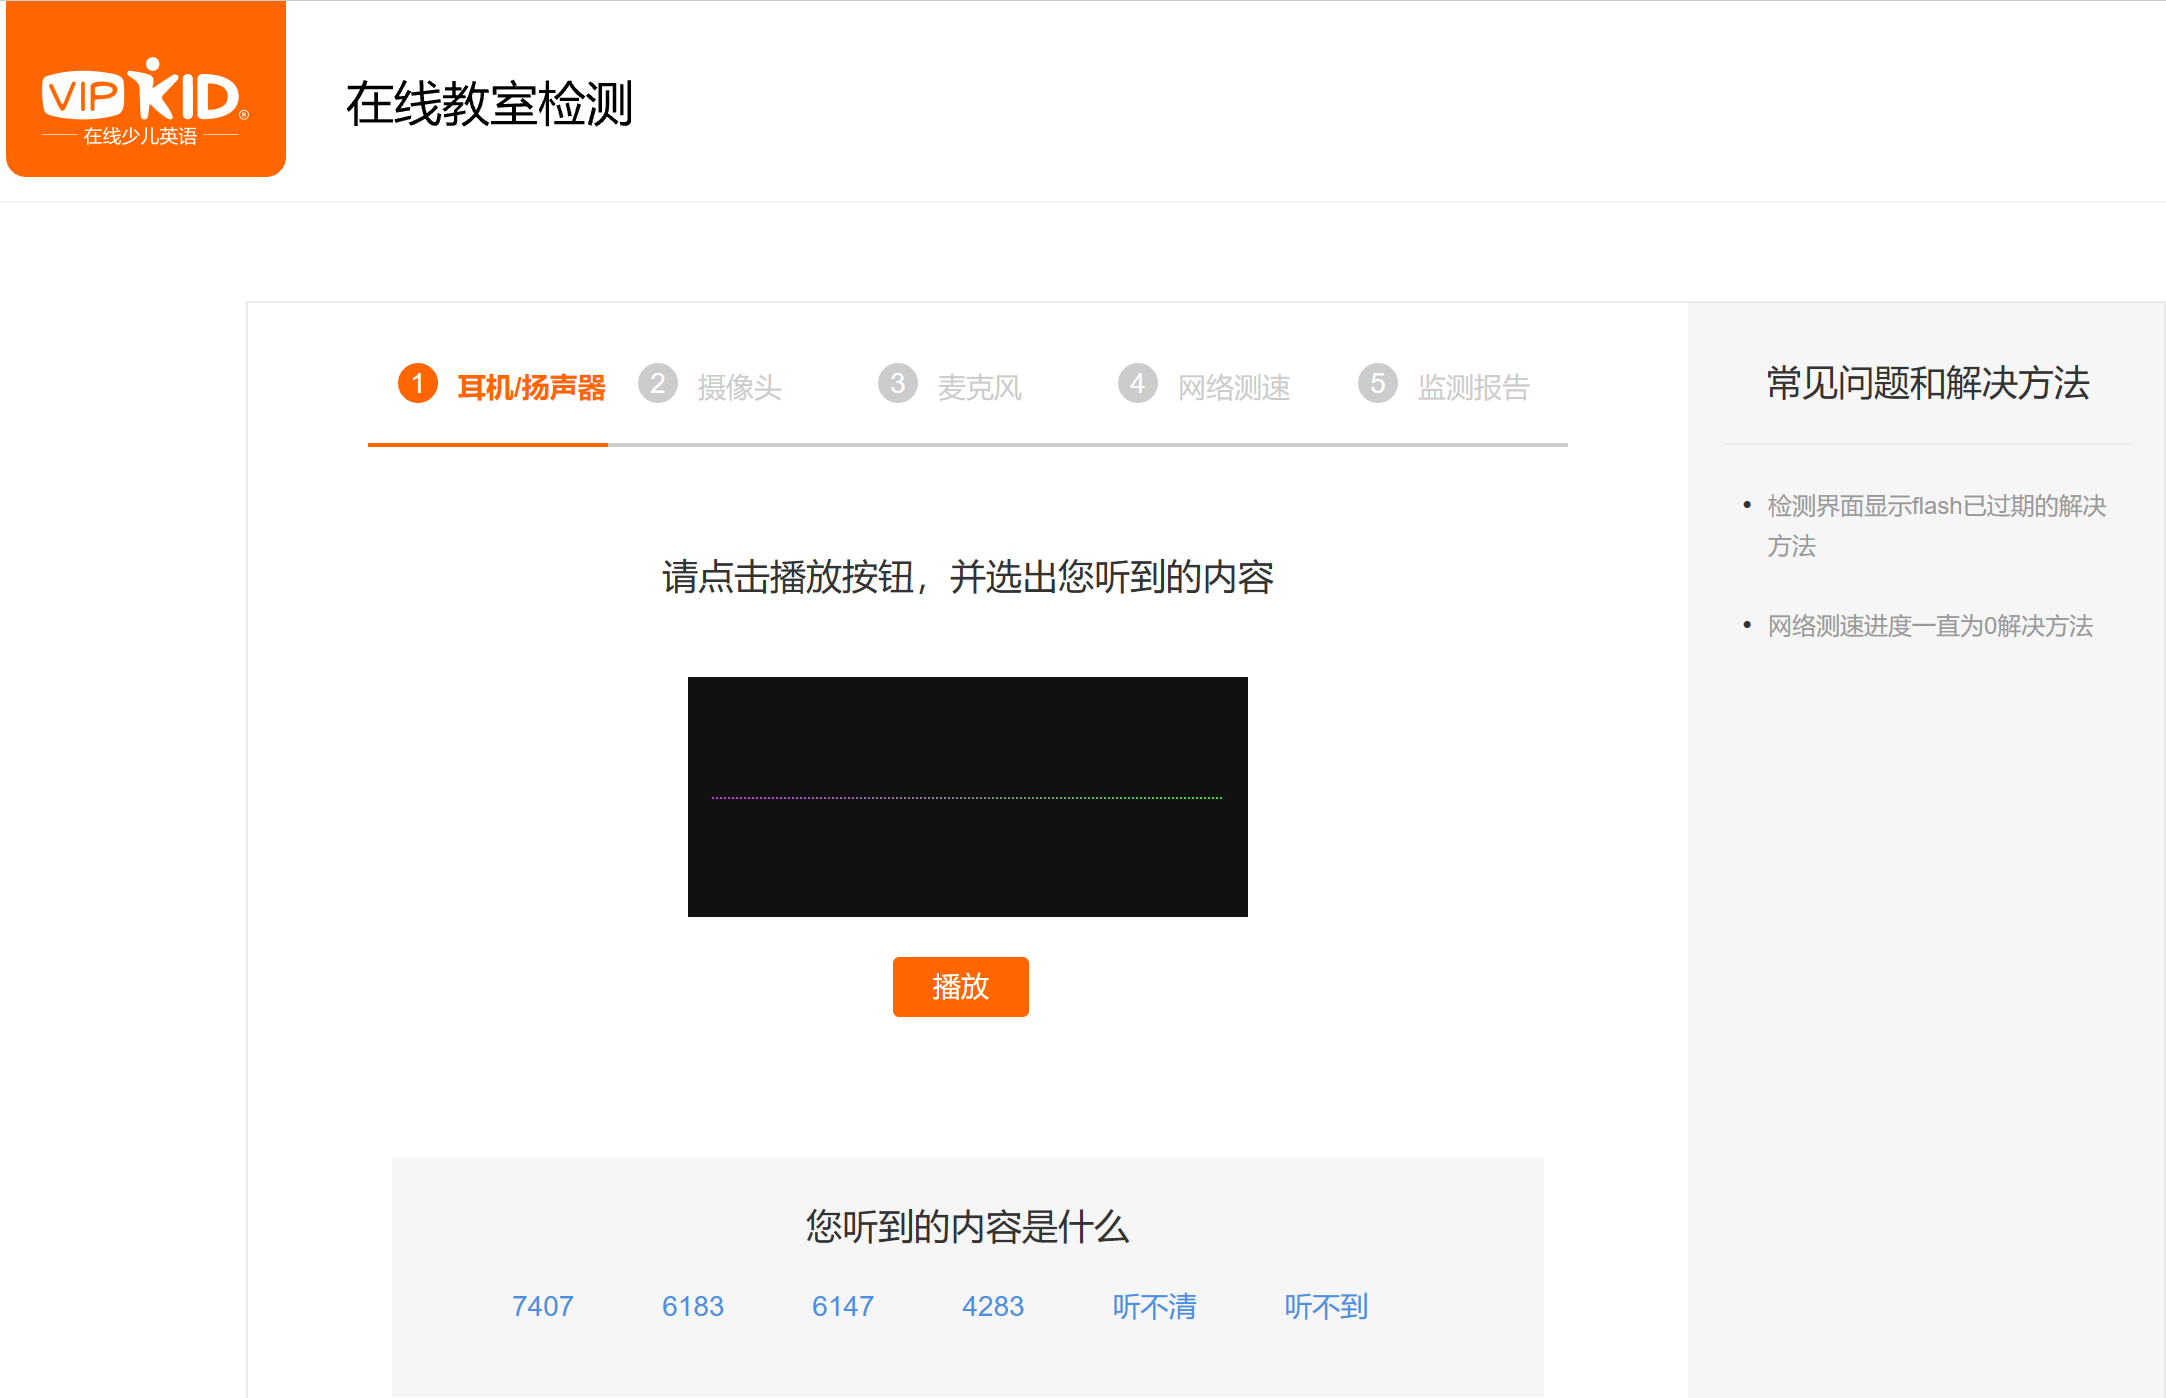 VIPKID®
在线少儿英语
在线教室检测
1 耳机/扬声器 2 摄像头 3 麦克风 4 网络测速 5 监测报告
请点击播放按钮，并选出您听到的内容
播放
您听到的内容是什么
7407 6183 6147 4283 听不清 听不到
常见问题和解决方法
• 检测界面显示flash已过期的解决
方法
• 网络测速进度一直为0解决方法